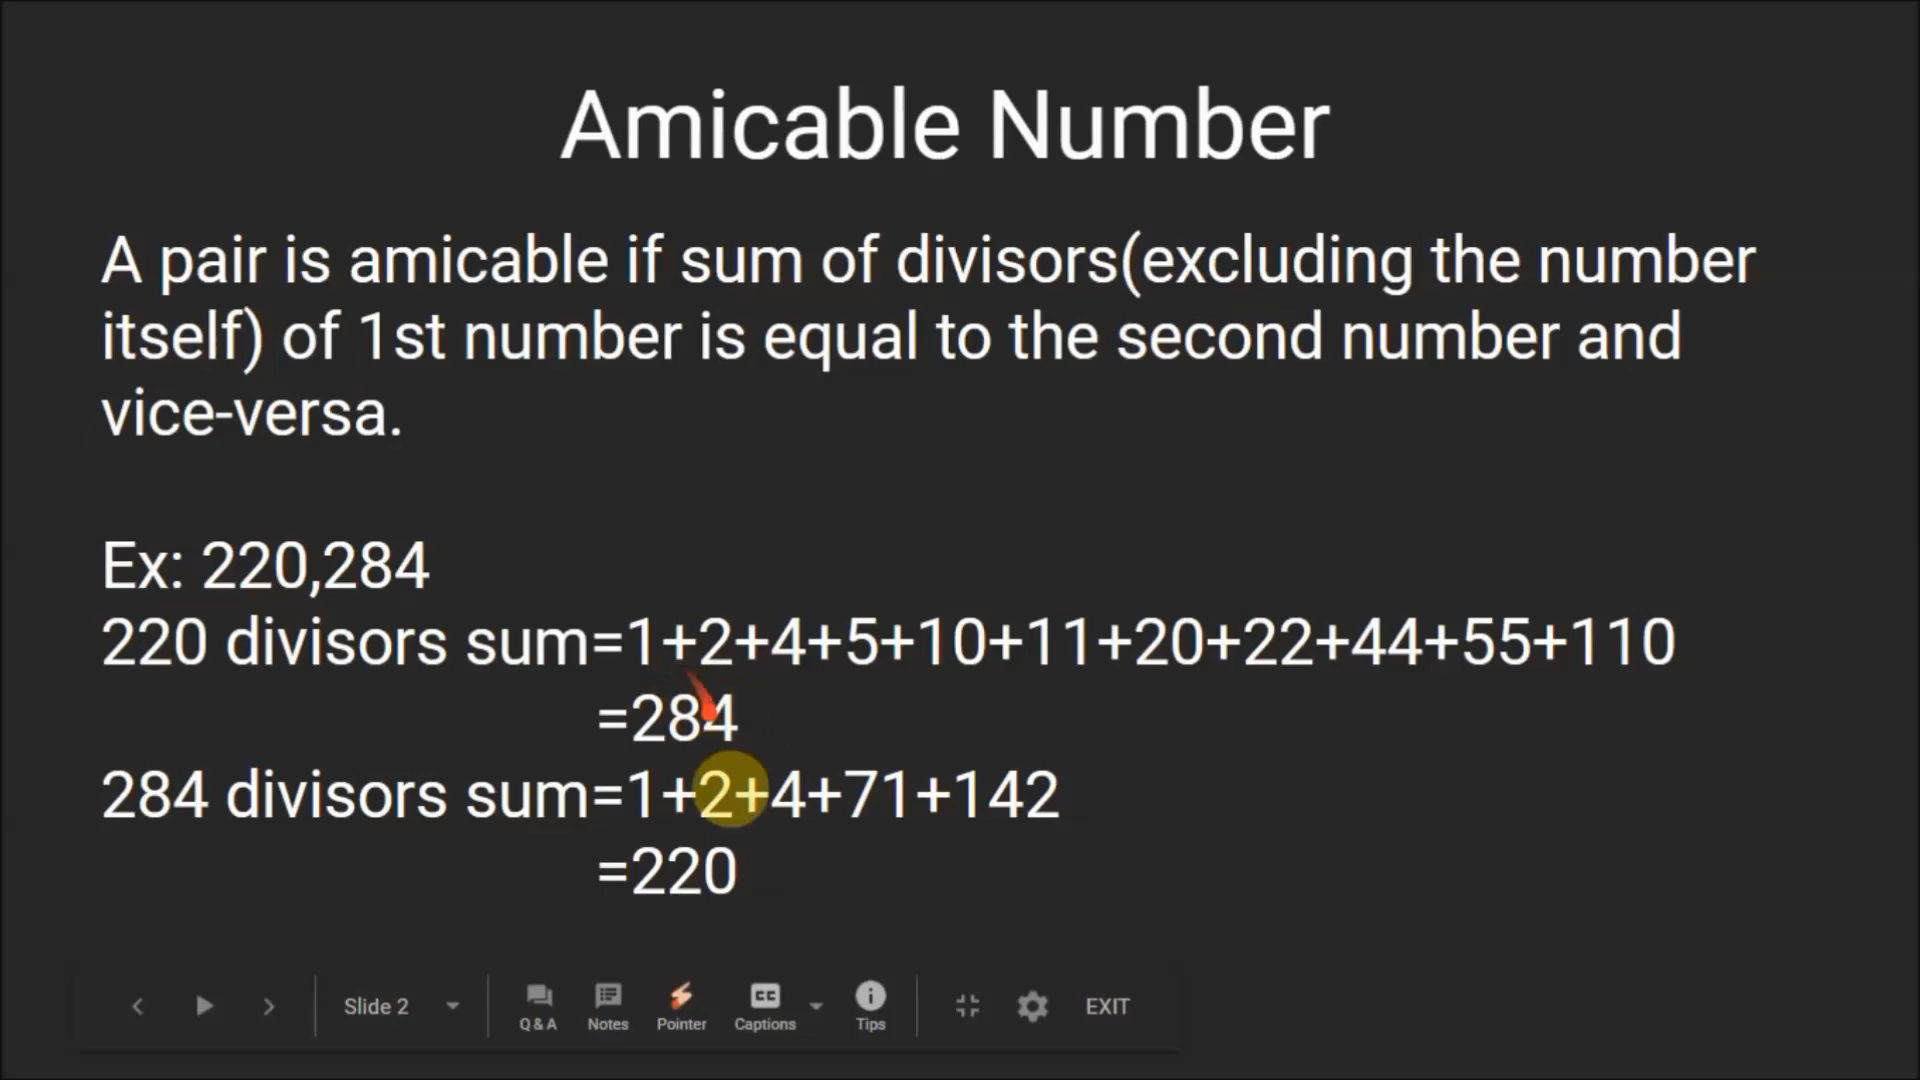 Amicable Number
A pair is amicable if sum of divisors(excluding the number
itself) of 1st number is equal to the second number and
vice-versa.
Ex: 220,284
220 divisors sum=1+2+4+5+10+11+20+22+44+55+110
=284
284 divisors sum=1+2+4+71+142
=220
Slide 2
Q & A
Notes
Pointer
CC
Captions
Tips
EXIT